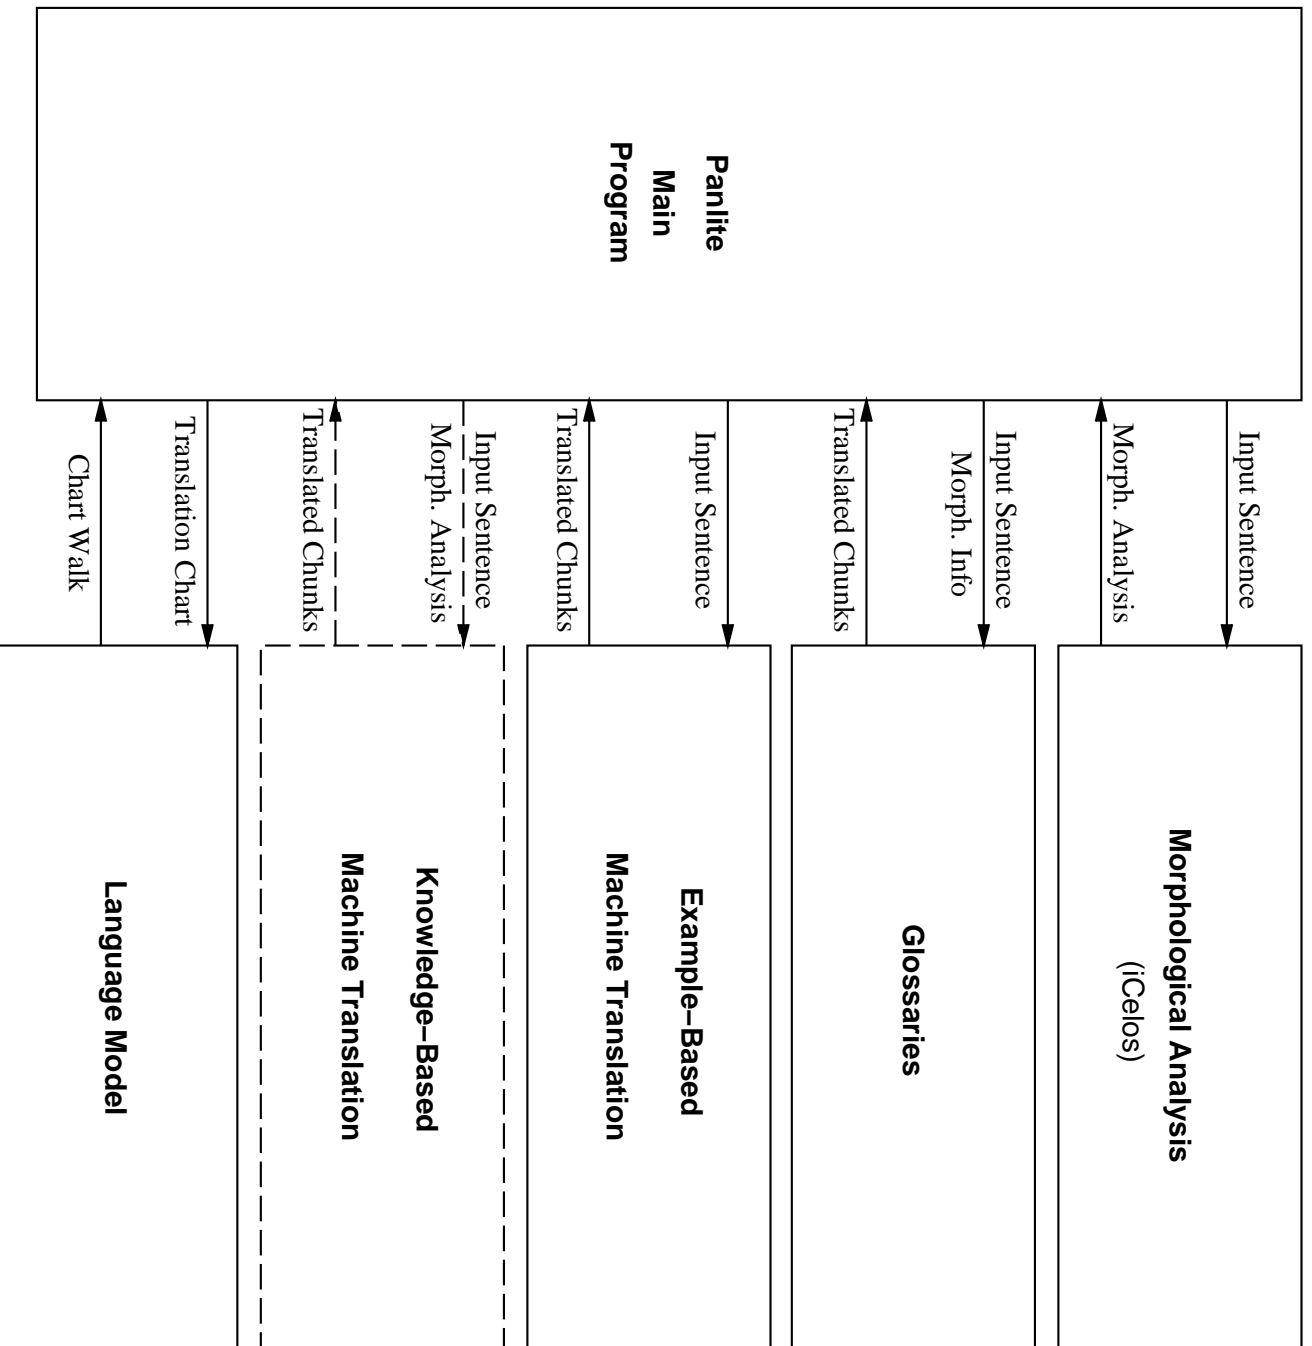 Panlite
Main
Program
Input Sentence
Morph. Analysis
Input Sentence
Morph. Info
Translated Chunks
Input Sentence
Translated Chunks
Input Sentence
Morph. Analysis
Translated Chunks
Translation Chart
Chart Walk
Morphological Analysis
(iCelos)
Glossaries
Example–Based
Machine Translation
Knowledge–Based
Machine Translation
Language Model